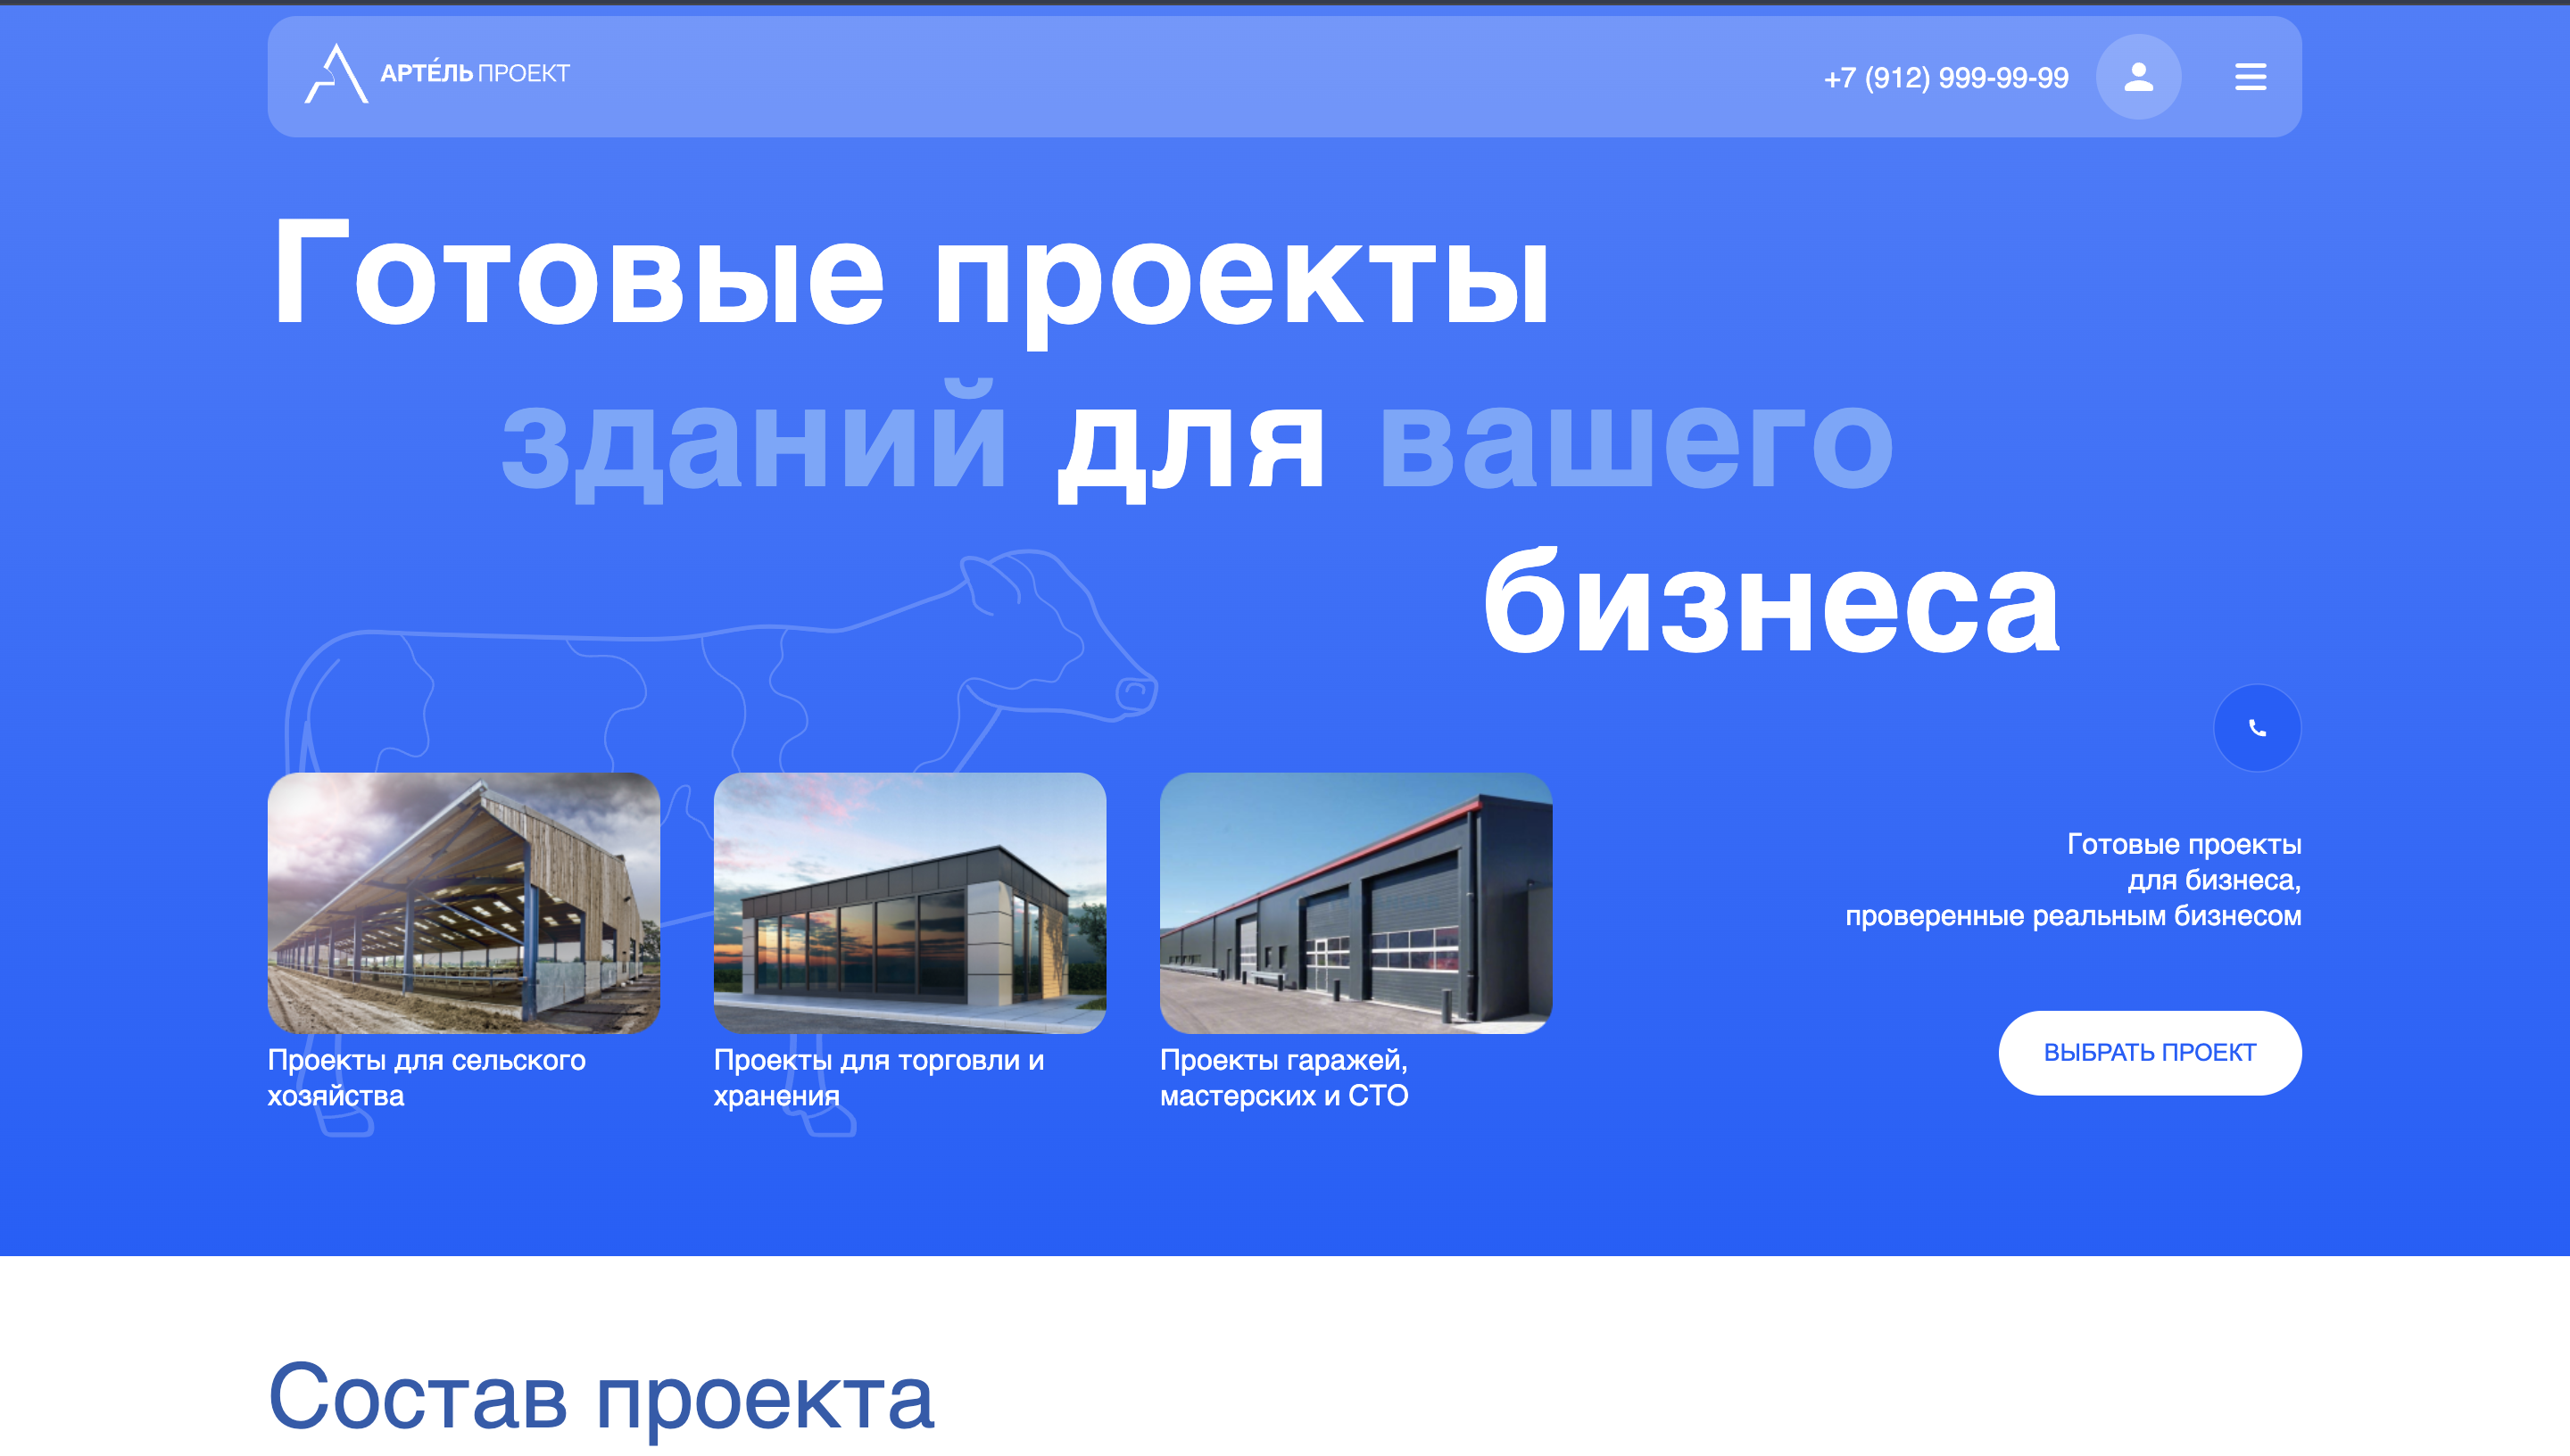 АРТЕ́ЛЬ ПРОЕКТ
+7 (912) 999-99-99
Готовые проекты
зданий для вашего
бизнеса
Проекты для сельского
хозяйства
Проекты для торговли и
хранения
Проекты гаражей,
мастерских и СТО
Готовые проекты
для бизнеса,
проверенные реальным бизнесом
ВЫБРАТЬ ПРОЕКТ
Состав проекта